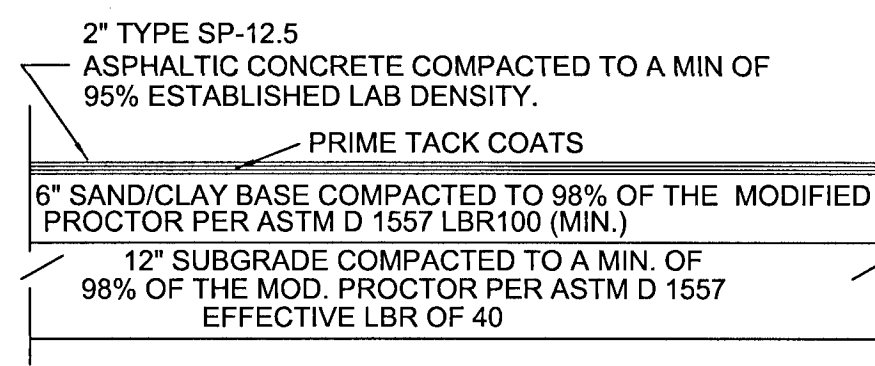 2" TYPE SP-12.5
ASPHALTIC CONCRETE COMPACTED TO A MIN OF
95% ESTABLISHED LAB DENSITY.
PRIME TACK COATS
6" SAND/CLAY BASE COMPACTED TO 98% OF THE MODIFIED
PROCTOR PER ASTM D 1557 LBR100 (MIN.)
12" SUBGRADE COMPACTED TO A MIN. OF
98% OF THE MOD. PROCTOR PER ASTM D 1557
EFFECTIVE LBR OF 40